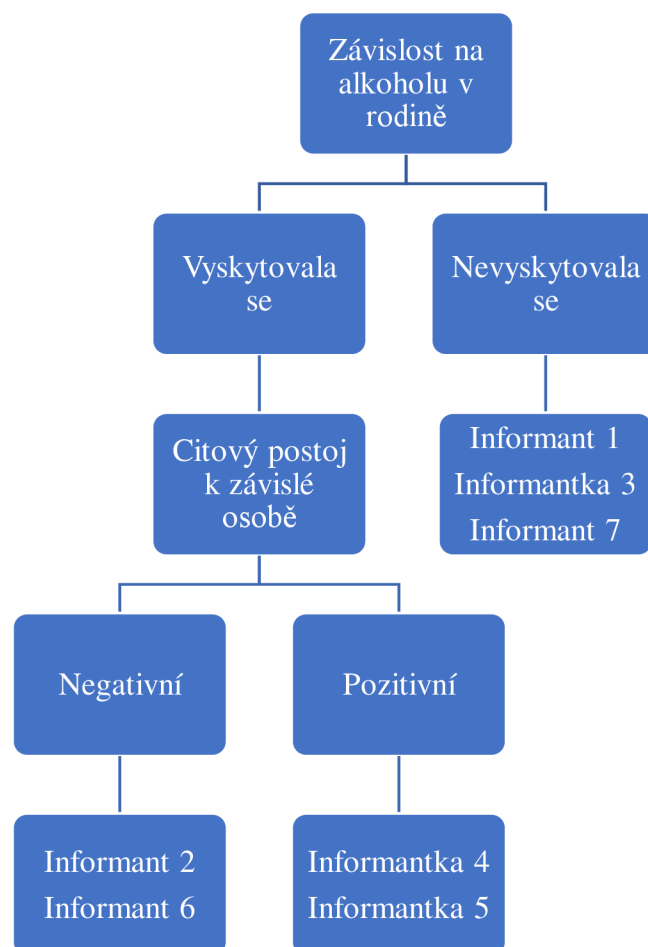 Závislost na
alkoholu v
rodině
Vyskytovala
se
Nevyskytovala
se
Citový postoj
k závislé
osobě
Informant 1
Informantka 3
Informant 7
Negativní
Pozitivní
Informant 2
Informant 6
Informantka 4
Informantka 5